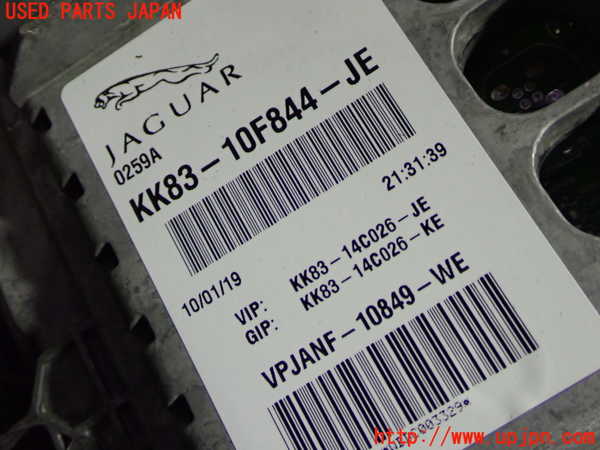 USED PARTS JAPAN
JAGUAR
0259A
KK83-10F844-JE
10/01/19
21:31:39
VIP: KK83-14C026-JE
GIP: KK83-14C026-KE
VPJANF-10849-WE
http://www.upjpn.com/